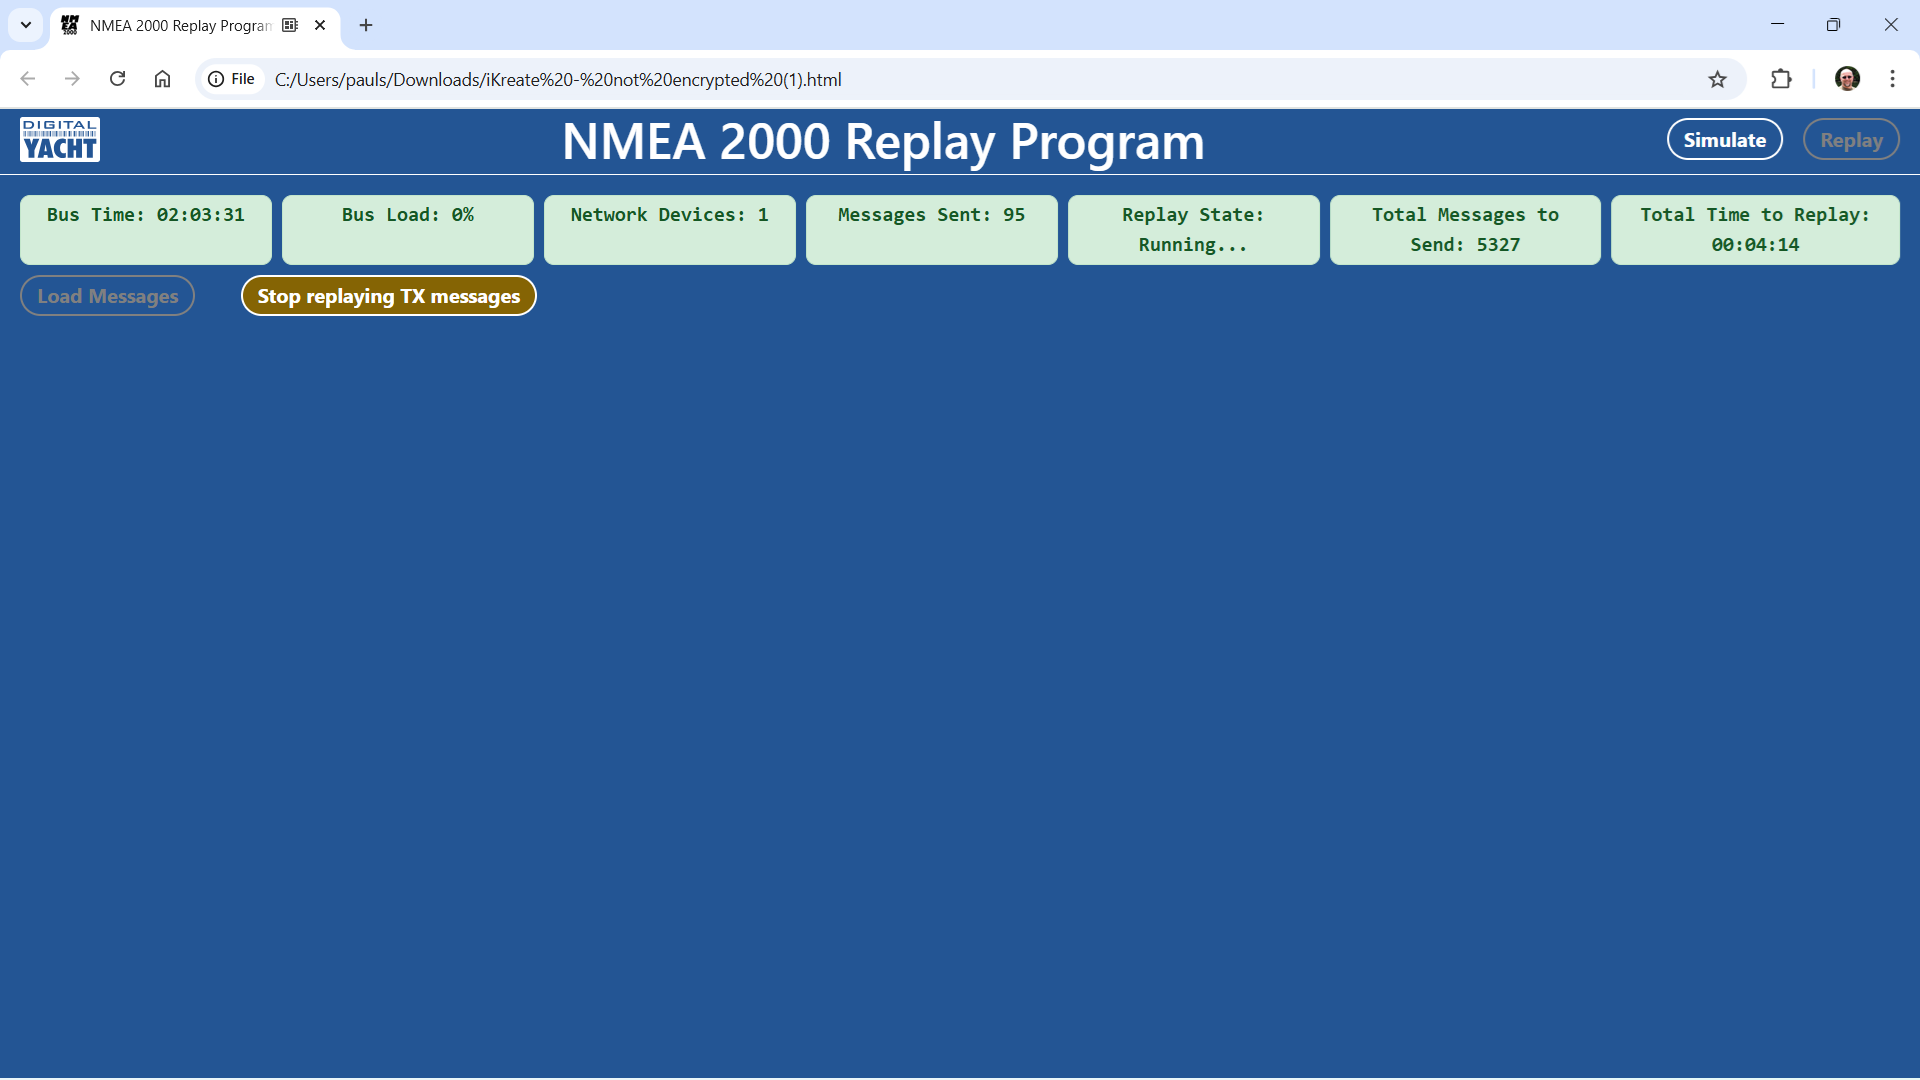 NMEA 2000
NMEA 2000 Replay Program
File
C:/Users/pauls/Downloads/iKreate%20-%20not%20encrypted%20(1).html
DIGITAL
YACHT
NMEA 2000 Replay Program
Simulate
Replay
Bus Time: 02:03:31
Bus Load: 0%
Network Devices: 1
Messages Sent: 95
Replay State:
Running...
Total Messages to
Send: 5327
Total Time to Replay:
00:04:14
Load Messages
Stop replaying TX messages